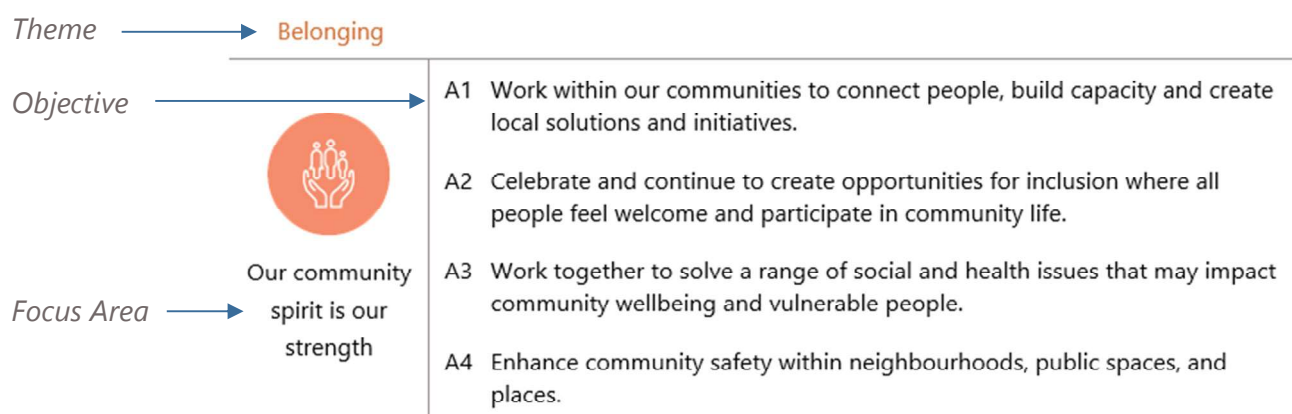 Theme
Belonging
Objective
A1 Work within our communities to connect people, build capacity and create
local solutions and initiatives.
A2 Celebrate and continue to create opportunities for inclusion where all
people feel welcome and participate in community life.
Our community
spirit is our
strength
Focus Area
A3 Work together to solve a range of social and health issues that may impact
community wellbeing and vulnerable people.
A4 Enhance community safety within neighbourhoods, public spaces, and
places.